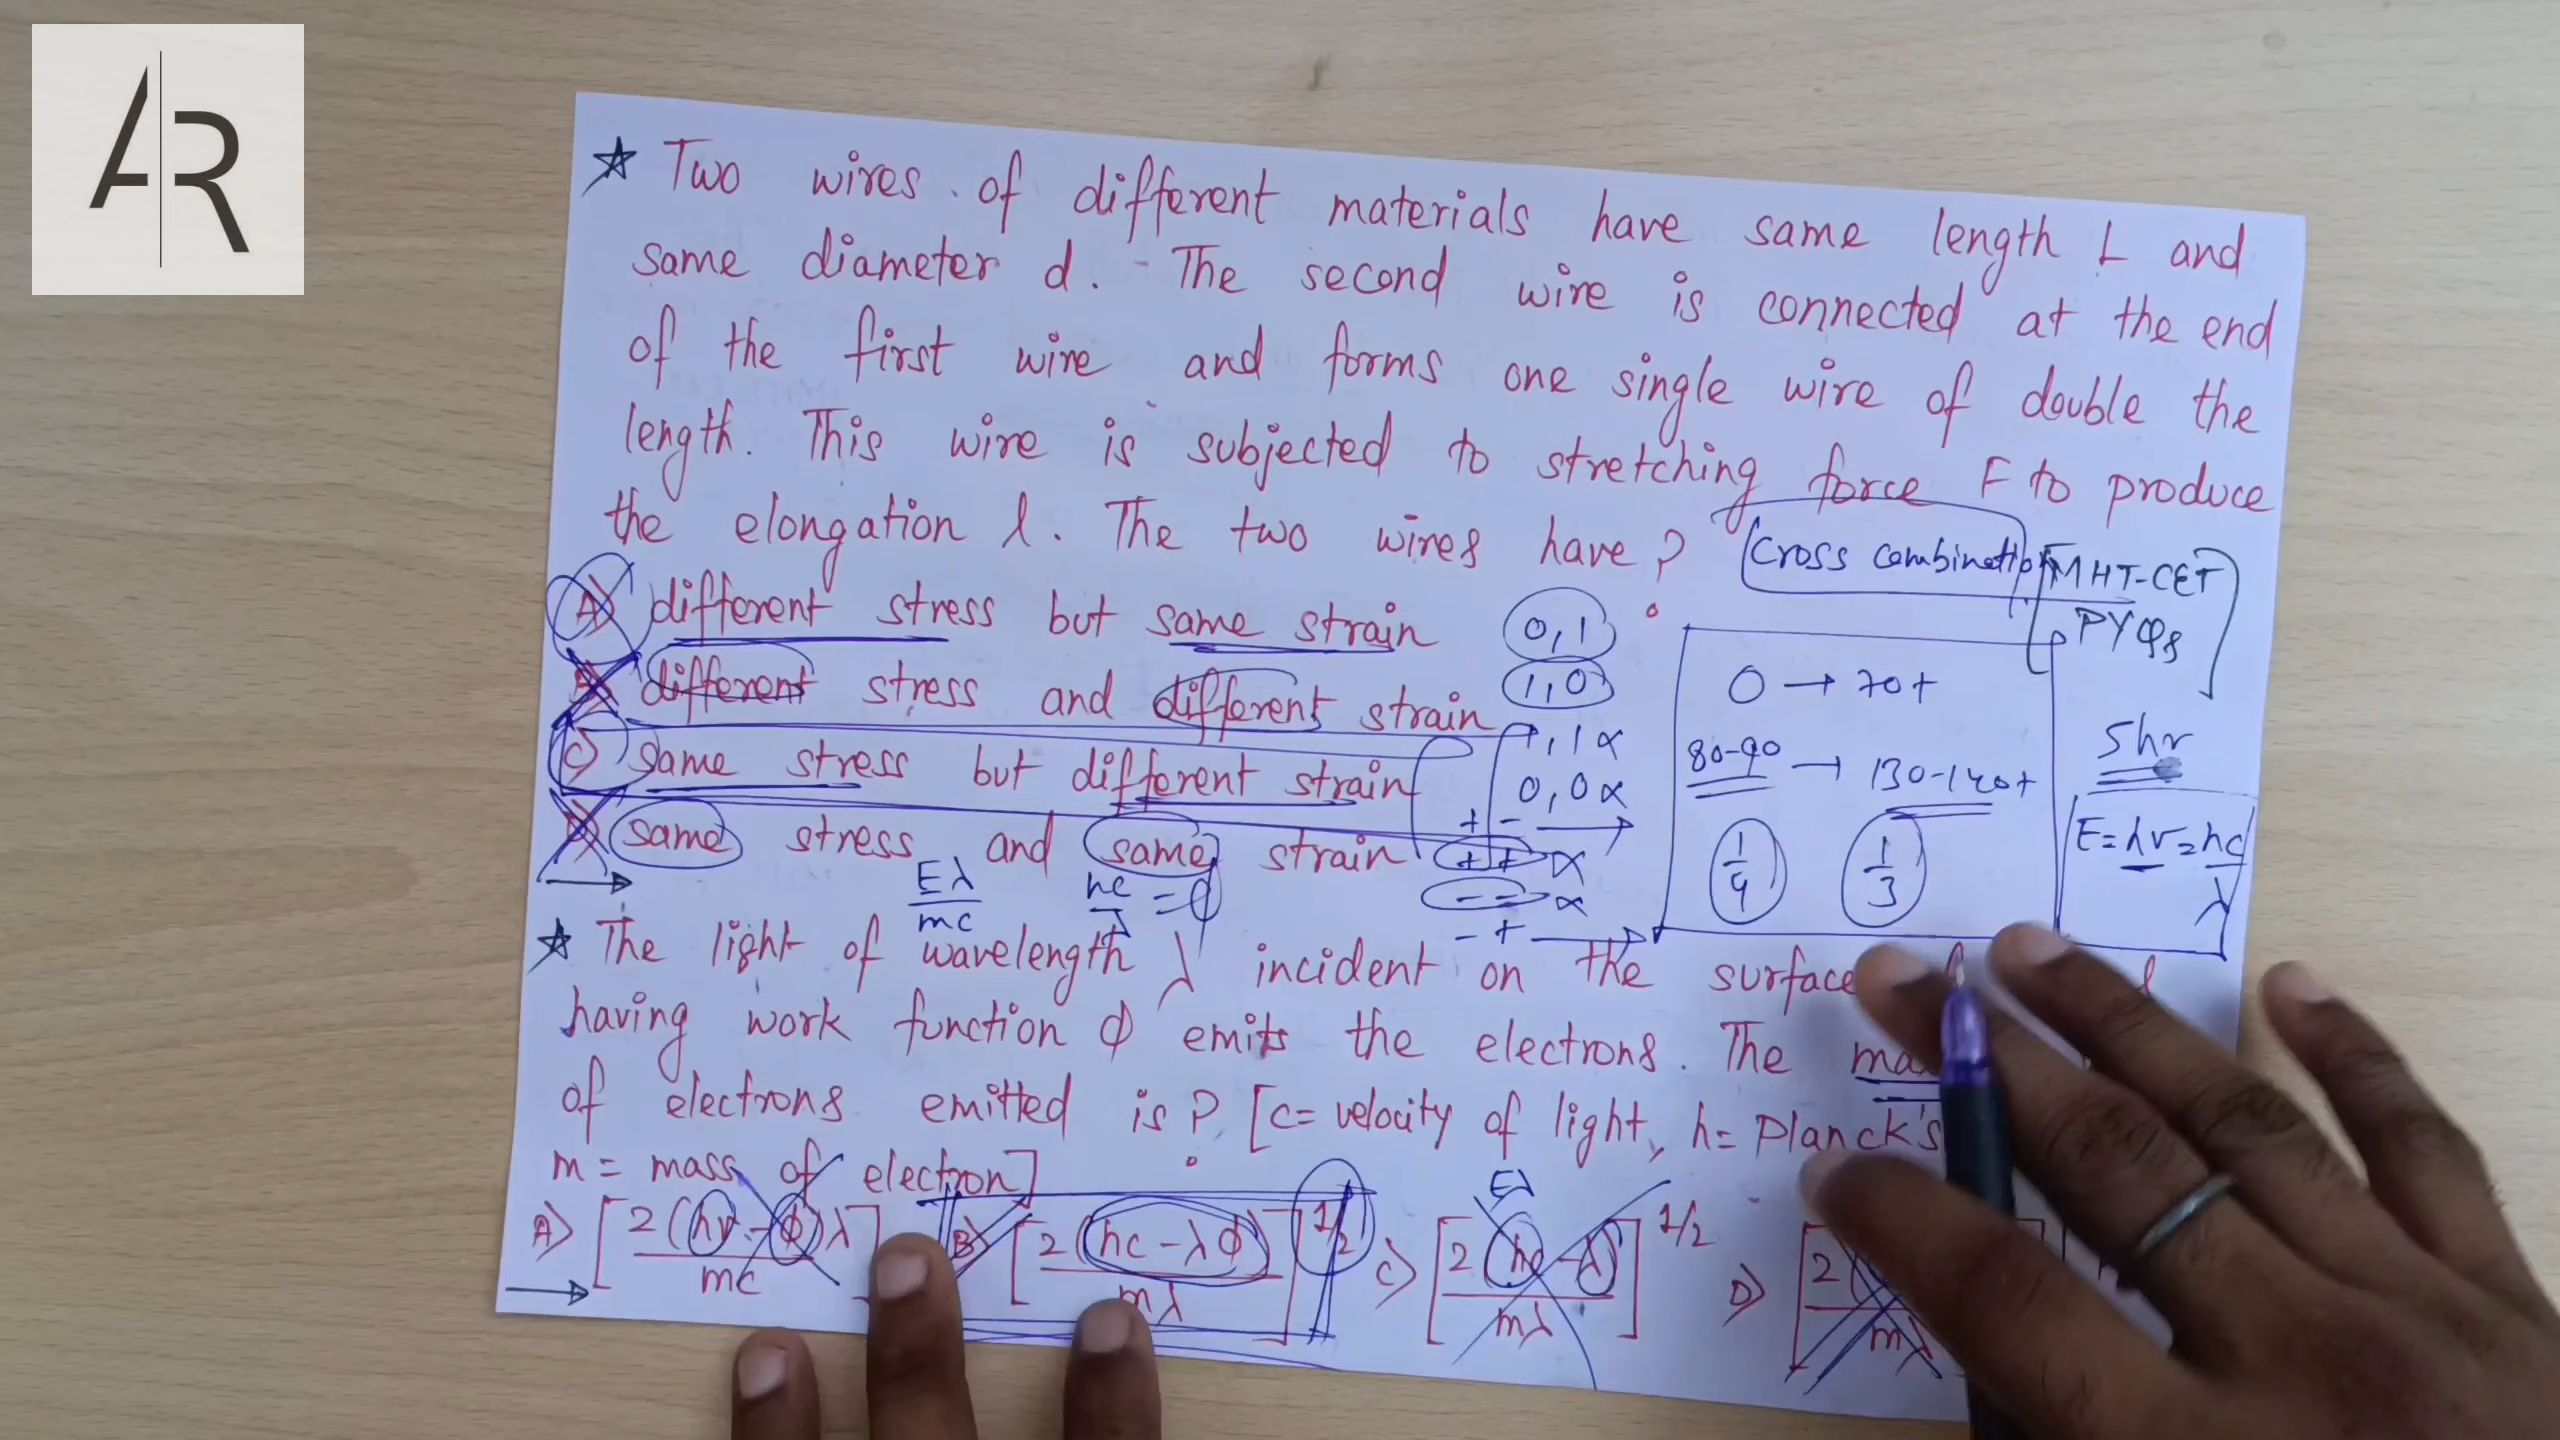 AR
☆ Two wires of different materials have same length L and
same diameter d. The second wire is connected at the end
of the first wire and forms one single wire of double the
length. This wire is subjected to stretching force F to produce
the elongation l. The two wires have?
Cross combination
MHT-CET
PYQs
A) different stress but same strain
different stress and different strain
C) same stress but different strain
same stress and same strain
0,1
1,0
1,1 ∝
0,0 ∝
+ -
+ + ∝
- - ∝
- +
0 → 70+
80-90 → 130-140+
1/4
1/3
5hr
E=hν=hc/λ
Eλ/mc
hc/λ = ϕ
☆ The light of wavelength λ incident on the surface
having work function ϕ emits the electrons. The
of electrons emitted is? [c= velocity of light, h= Planck's
m = mass of electron]
A) [2(hν-ϕ)λ/mc]
B) [2(hc-λϕ)/mλ]^1/2
Eλ
C) [2(hc-λ)/mλ]^1/2
D) [2 mλ